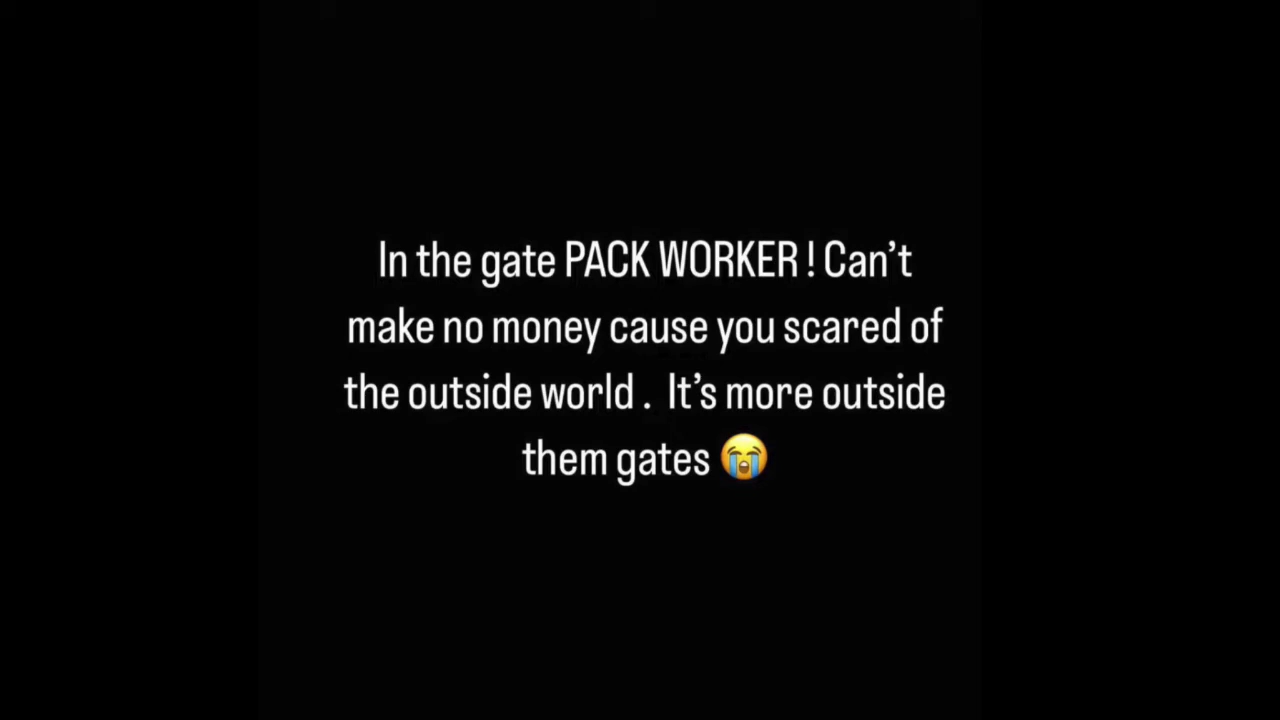 In the gate PACK WORKER ! Can’t
make no money cause you scared of
the outside world .  It’s more outside
them gates 😭